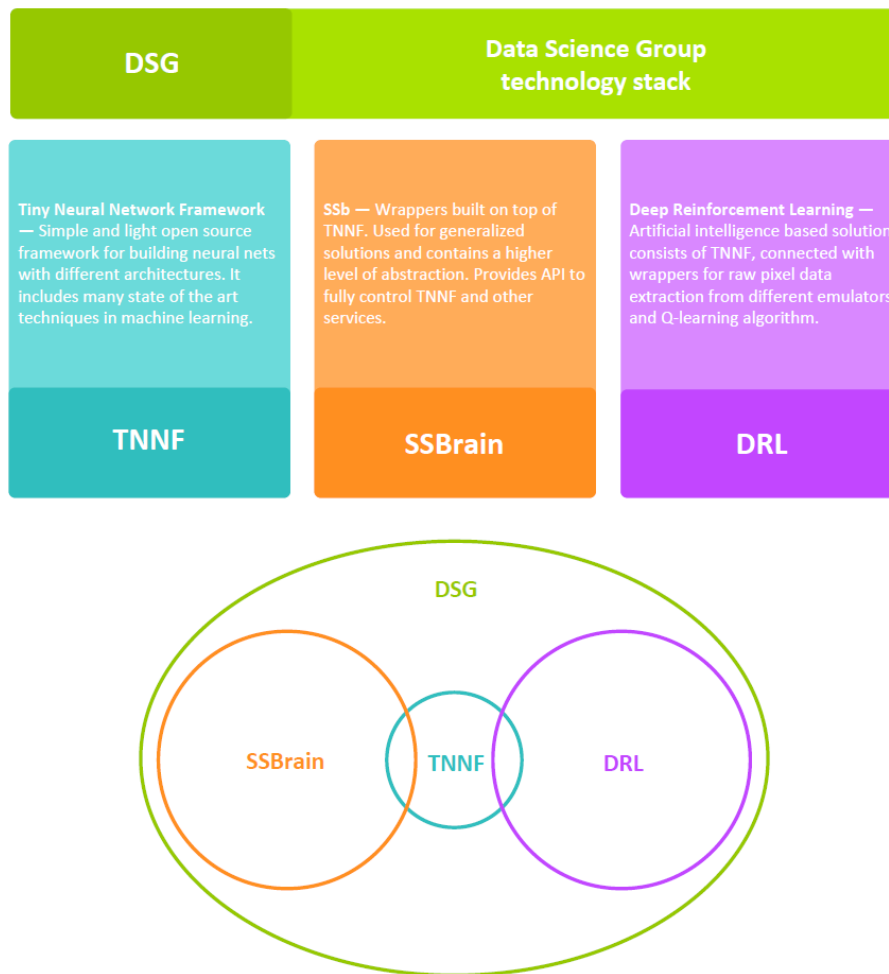 DSG
Data Science Group
technology stack
Tiny Neural Network Framework
— Simple and light open source
framework for building neural nets
with different architectures. It
includes many state of the art
techniques in machine learning.
TNNF
SSb — Wrappers built on top of
TNNF. Used for generalized
solutions and contains a higher
level of abstraction. Provides API to
fully control TNNF and other
services.
SSBrain
Deep Reinforcement Learning —
Artificial intelligence based solution
consists of TNNF, connected with
wrappers for raw pixel data
extraction from different emulators
and Q-learning algorithm.
DRL
DSG
SSBrain
TNNF
DRL